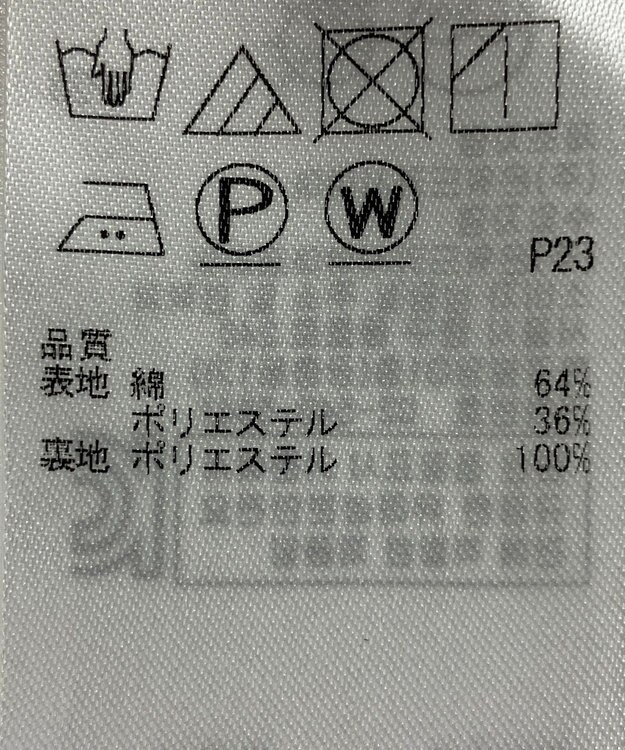 P W
P23
品質
表地 綿 64%
ポリエステル 36%
裏地 ポリエステル 100%